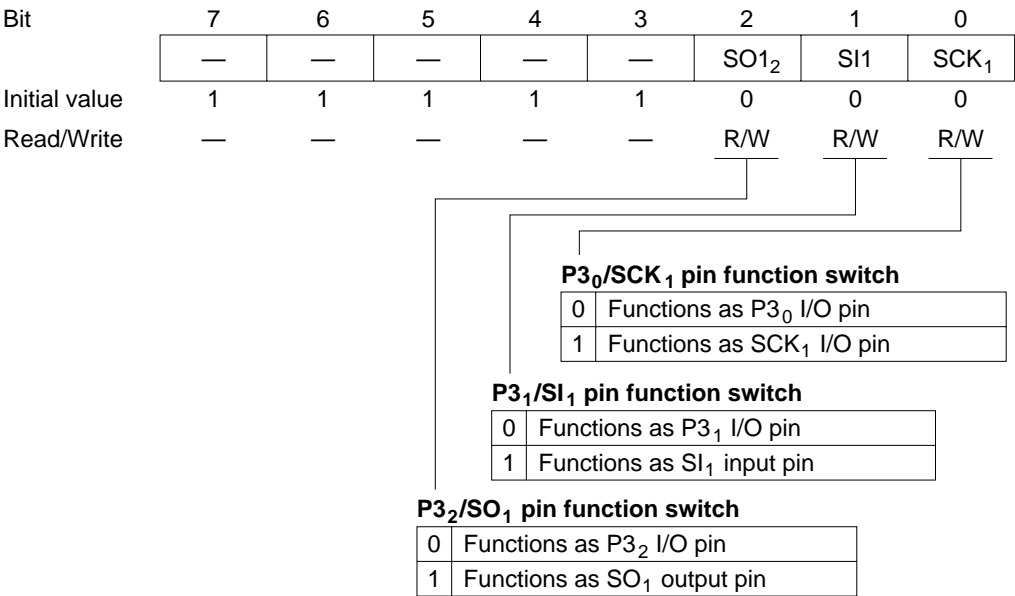 Bit 7 6 5 4 3 2 1 0
— — — — — SO1₂ SI1 SCK₁
Initial value 1 1 1 1 1 0 0 0
Read/Write — — — — — R/W R/W R/W
P3₀/SCK₁ pin function switch
0 Functions as P3₀ I/O pin
1 Functions as SCK₁ I/O pin
P3₁/SI₁ pin function switch
0 Functions as P3₁ I/O pin
1 Functions as SI₁ input pin
P3₂/SO₁ pin function switch
0 Functions as P3₂ I/O pin
1 Functions as SO₁ output pin